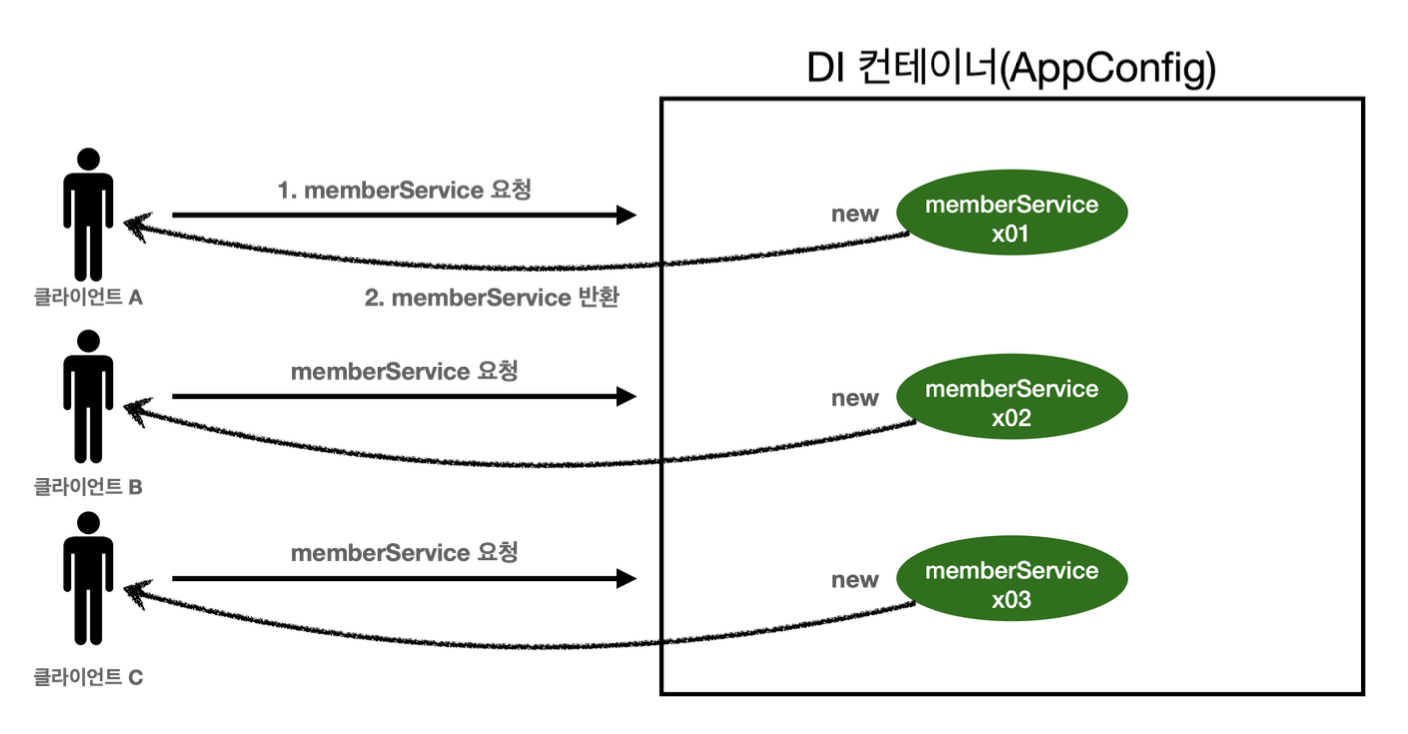 DI 컨테이너(AppConfig)
1. memberService 요청
new
memberService
x01
클라이언트 A
2. memberService 반환
memberService 요청
new
memberService
x02
클라이언트 B
memberService 요청
new
memberService
x03
클라이언트 C